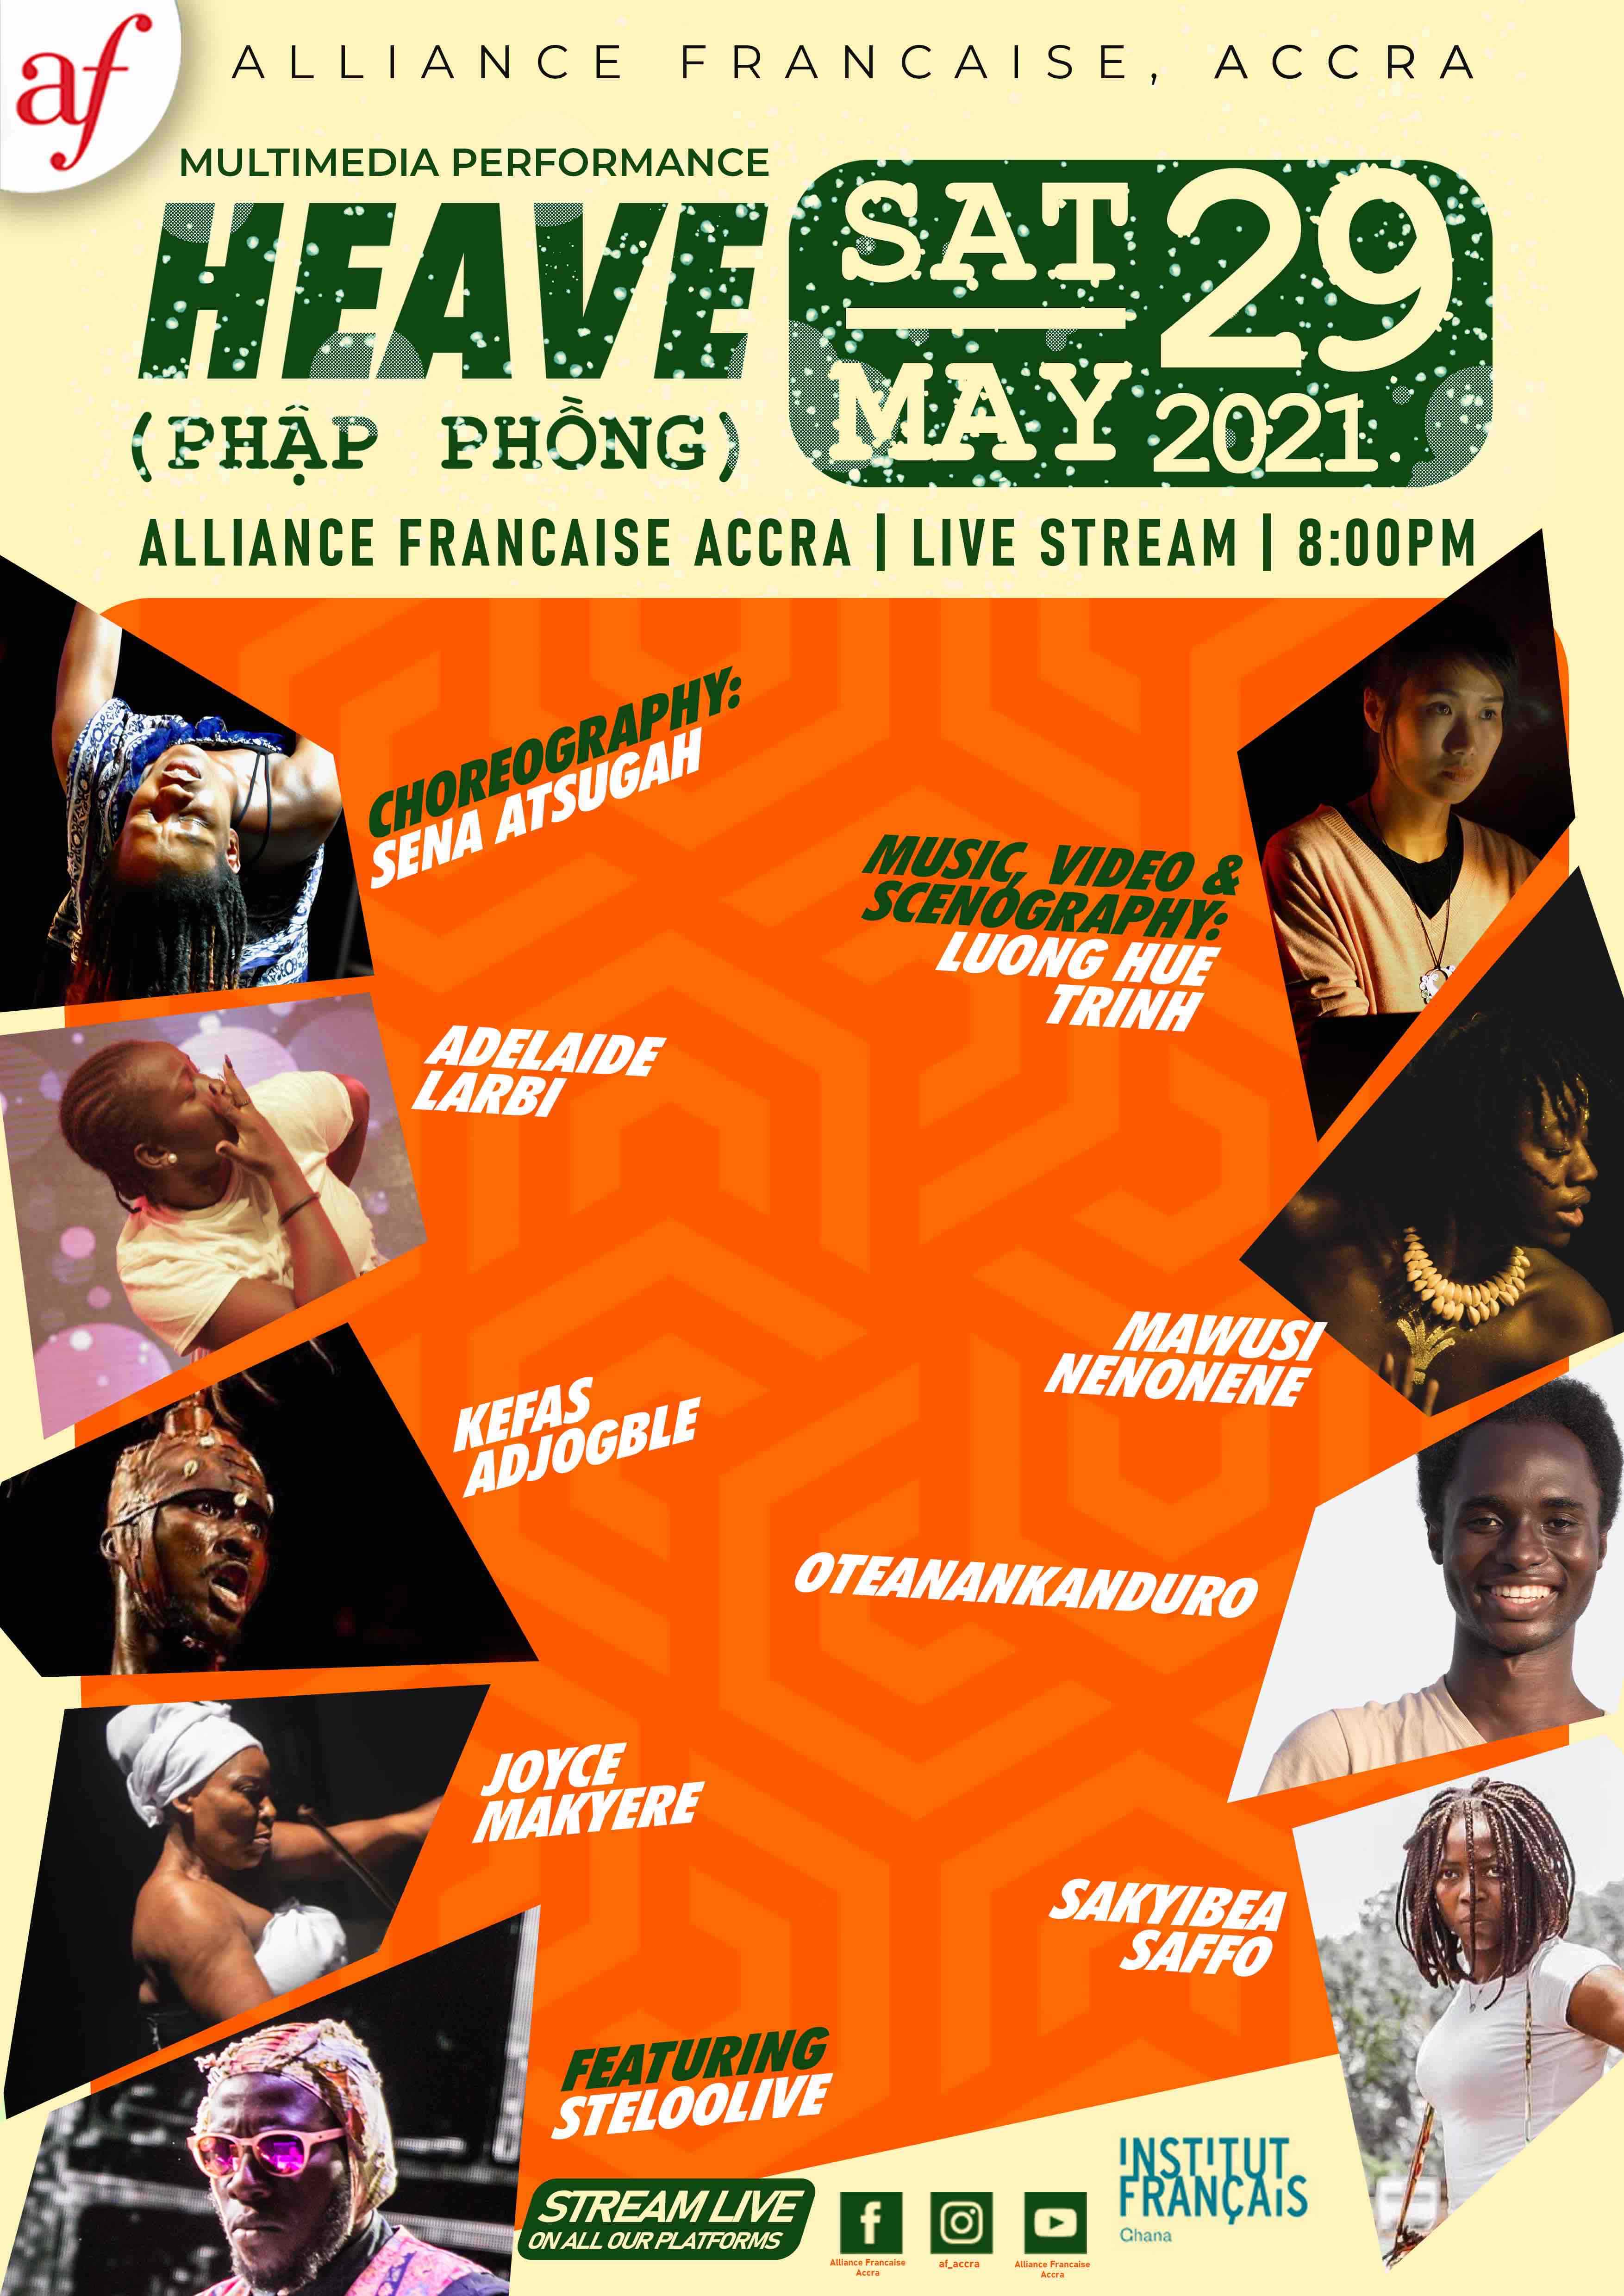 af
ALLIANCE FRANCAISE, ACCRA
MULTIMEDIA PERFORMANCE
HEAVE
(PHẬP PHỒNG)
SAT
MAY
29
2021
ALLIANCE FRANCAISE ACCRA | LIVE STREAM | 8:00PM
CHOREOGRAPHY:
SENA ATSUGAH
MUSIC, VIDEO &
SCENOGRAPHY:
LUONG HUE
TRINH
ADELAIDE
LARBI
MAWUSI
NENONENE
KEFAS
ADJOGBLE
OTEANANKANDURO
JOYCE
MAKYERE
SAKYIBEA
SAFFO
FEATURING
STELOOLIVE
STREAM LIVE
ON ALL OUR PLATFORMS
Alliance Francaise
Accra
af_accra
Alliance Francaise
Accra
INSTITUT
FRANÇAIS
Ghana